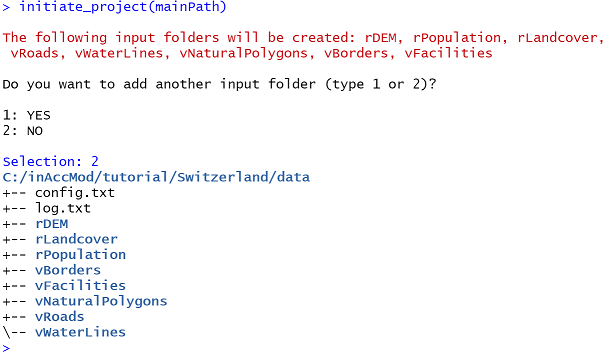 > initiate_project(mainPath)
The following input folders will be created: rDEM, rPopulation, rLandcover,
vRoads, vWaterLines, vNaturalPolygons, vBorders, vFacilities
Do you want to add another input folder (type 1 or 2)?
1: YES
2: NO
Selection: 2
C:/inAccMod/tutorial/Switzerland/data
+-- config.txt
+-- log.txt
+-- rDEM
+-- rLandcover
+-- rPopulation
+-- vBorders
+-- vFacilities
+-- vNaturalPolygons
+-- vRoads
\-- vWaterLines
>